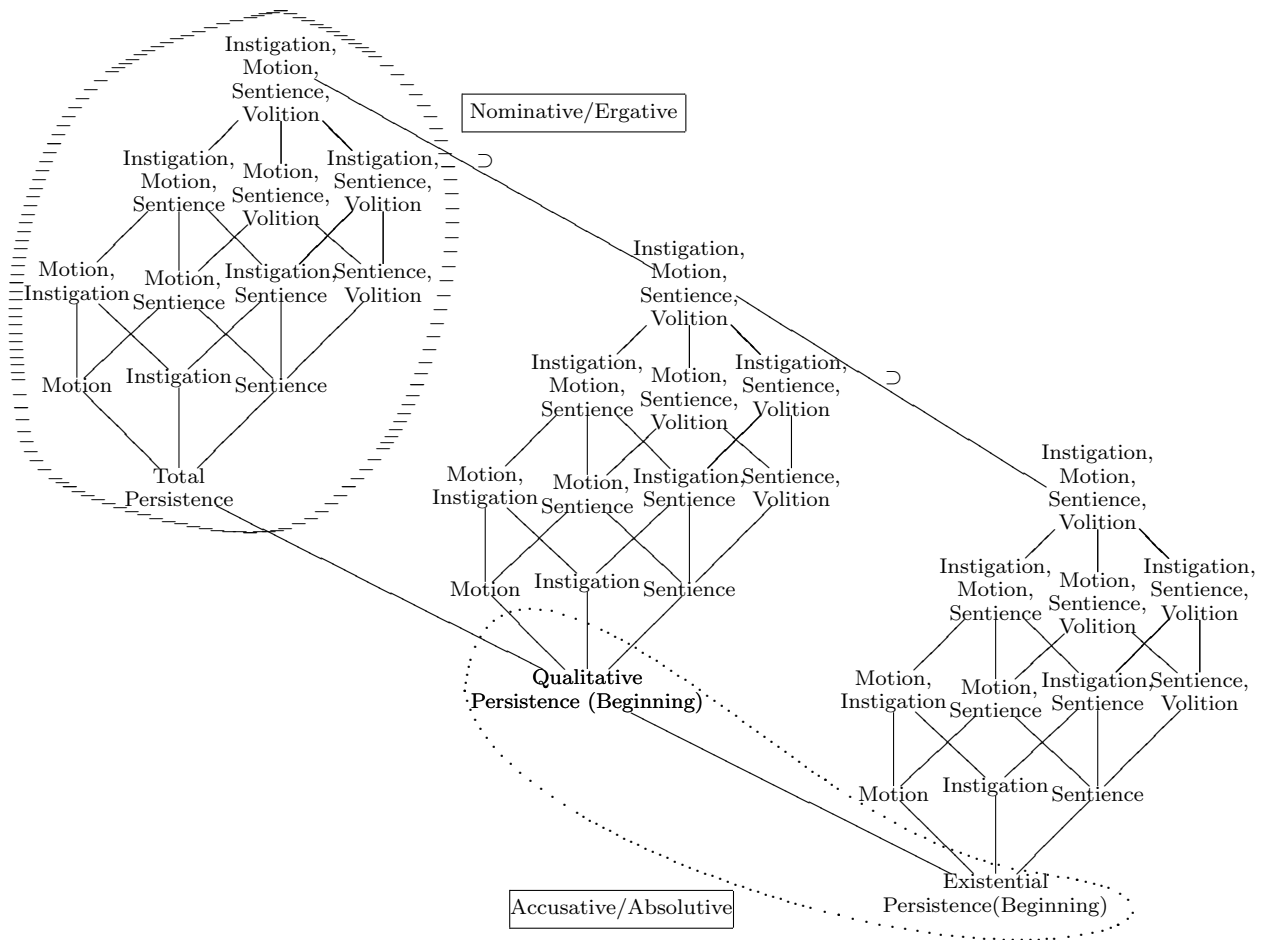 Instigation,
Motion,
Sentience,
Volition
Nominative/Ergative
Instigation,
Motion,
Sentience
Motion,
Sentience,
Volition
Instigation,
Sentience,
Volition
⊃
Motion,
Instigation
Motion,
Sentience
Instigation,
Sentience
Sentience,
Volition
Motion
Instigation
Sentience
Total
Persistence
Instigation,
Motion,
Sentience,
Volition
Instigation,
Motion,
Sentience
Motion,
Sentience,
Volition
Instigation,
Sentience,
Volition
⊃
Motion,
Instigation
Motion,
Sentience
Instigation,
Sentience
Sentience,
Volition
Motion
Instigation
Sentience
Qualitative
Persistence (Beginning)
Instigation,
Motion,
Sentience,
Volition
Instigation,
Motion,
Sentience
Motion,
Sentience,
Volition
Instigation,
Sentience,
Volition
Motion,
Instigation
Motion,
Sentience
Instigation,
Sentience
Sentience,
Volition
Motion
Instigation
Sentience
Existential
Persistence(Beginning)
Accusative/Absolutive